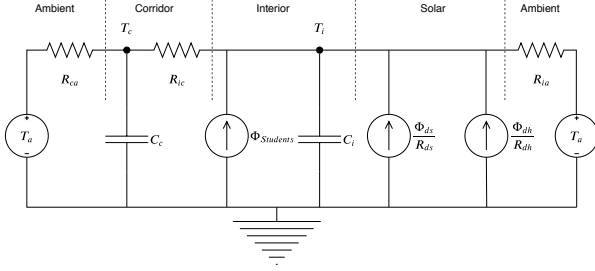 Ambient Corridor Interior Solar Ambient
T_c T_i
R_ca R_ic R_ia
+ +
T_a C_c Φ_Students C_i Φ_ds/R_ds Φ_dh/R_dh T_a
− −